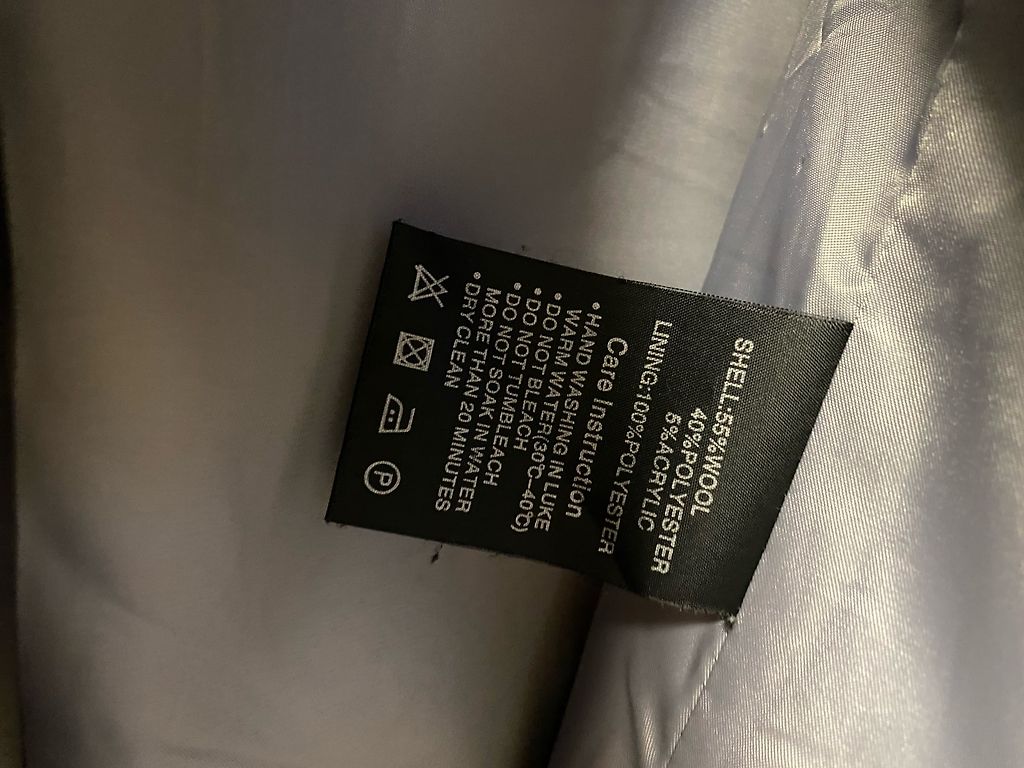 SHELL:55%WOOL
40%POLYESTER
5%ACRYLIC
LINING:100%POLYESTER
Care Instruction
•HAND WASHING IN LUKE
WARM WATER(30℃-40℃)
•DO NOT BLEACH
•DO NOT TUMBLEACH
•DO NOT SOAK IN WATER
MORE THAN 20 MINUTES
•DRY CLEAN
P